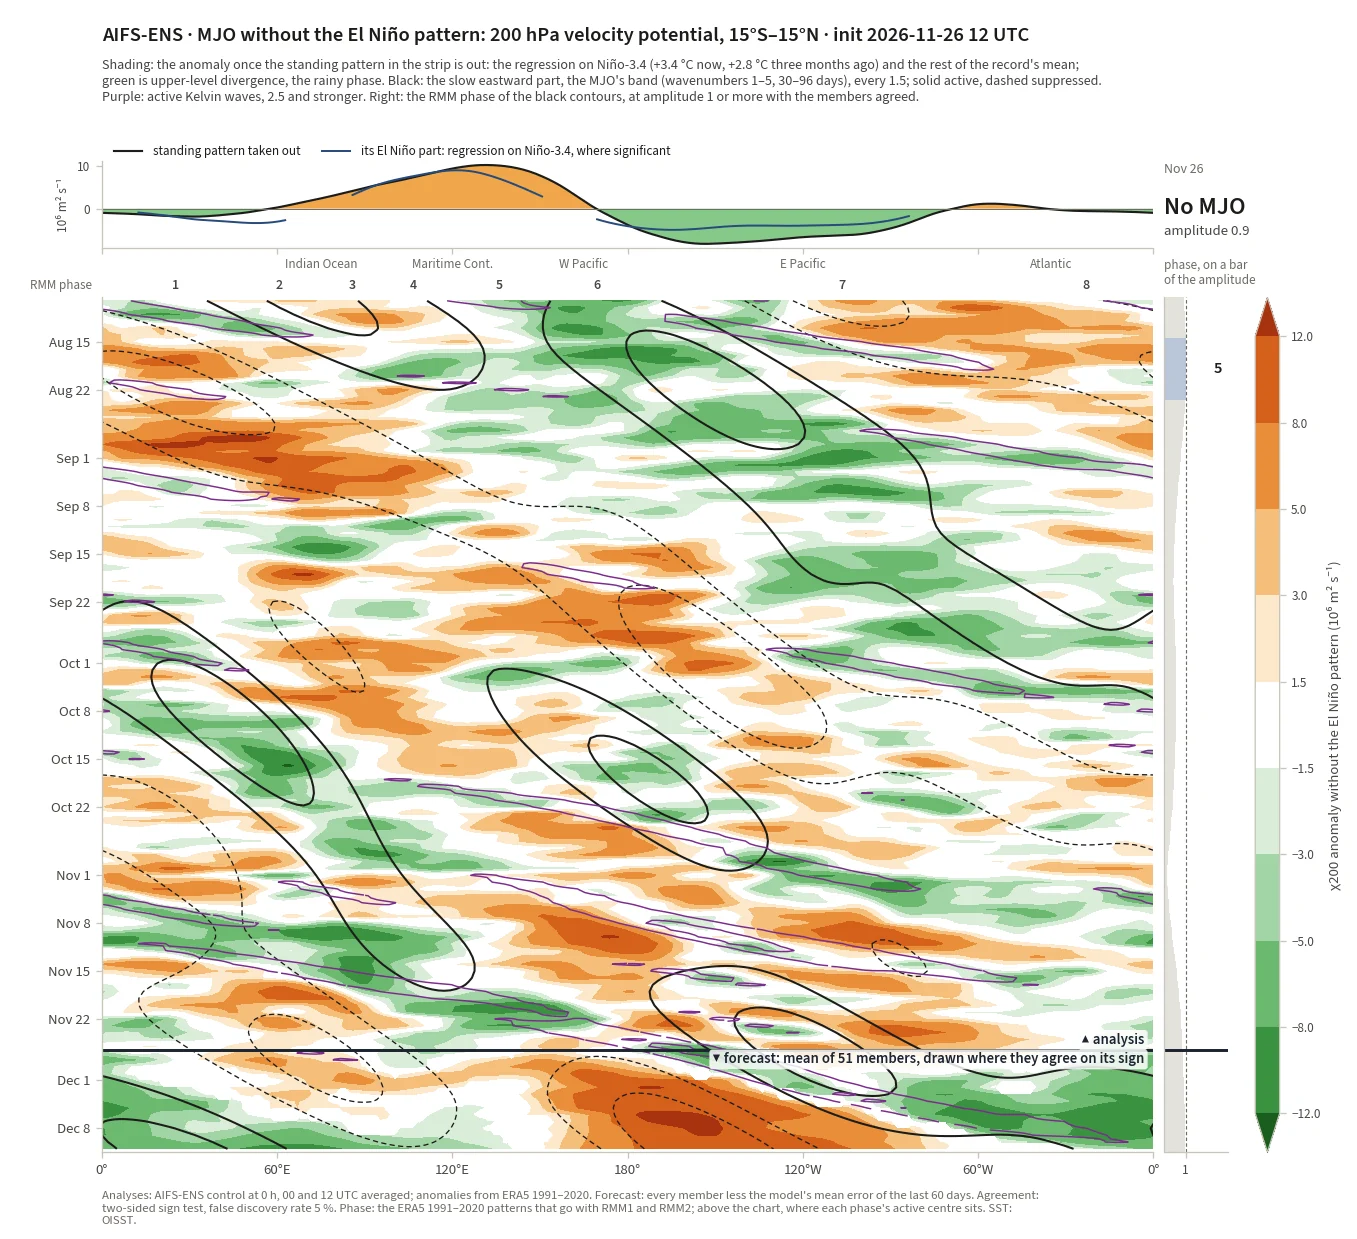 AIFS-ENS · MJO without the El Niño pattern: 200 hPa velocity potential, 15°S–15°N · init 2026-11-26 12 UTC
Shading: the anomaly once the standing pattern in the strip is out: the regression on Niño-3.4 (+3.4 °C now, +2.8 °C three months ago) and the rest of the record's mean;
green is upper-level divergence, the rainy phase. Black: the slow eastward part, the MJO's band (wavenumbers 1–5, 30–96 days), every 1.5; solid active, dashed suppressed.
Purple: active Kelvin waves, 2.5 and stronger. Right: the RMM phase of the black contours, at amplitude 1 or more with the members agreed.
standing pattern taken out
its El Niño part: regression on Niño-3.4, where significant
10
0
10⁶ m² s⁻¹
Nov 26
No MJO
amplitude 0.9
phase, on a bar
of the amplitude
Indian Ocean
Maritime Cont.
W Pacific
E Pacific
Atlantic
RMM phase
1
2
3
4
5
6
7
8
Aug 15
Aug 22
Sep 1
Sep 8
Sep 15
Sep 22
Oct 1
Oct 8
Oct 15
Oct 22
Nov 1
Nov 8
Nov 15
Nov 22
Dec 1
Dec 8
▲ analysis
▼ forecast: mean of 51 members, drawn where they agree on its sign
0°
60°E
120°E
180°
120°W
60°W
0°
5
1
12.0
8.0
5.0
3.0
1.5
−1.5
−3.0
−5.0
−8.0
−12.0
χ200 anomaly without the El Niño pattern (10⁶ m² s⁻¹)
Analyses: AIFS-ENS control at 0 h, 00 and 12 UTC averaged; anomalies from ERA5 1991–2020. Forecast: every member less the model's mean error of the last 60 days. Agreement:
two-sided sign test, false discovery rate 5 %. Phase: the ERA5 1991–2020 patterns that go with RMM1 and RMM2; above the chart, where each phase's active centre sits. SST:
OISST.